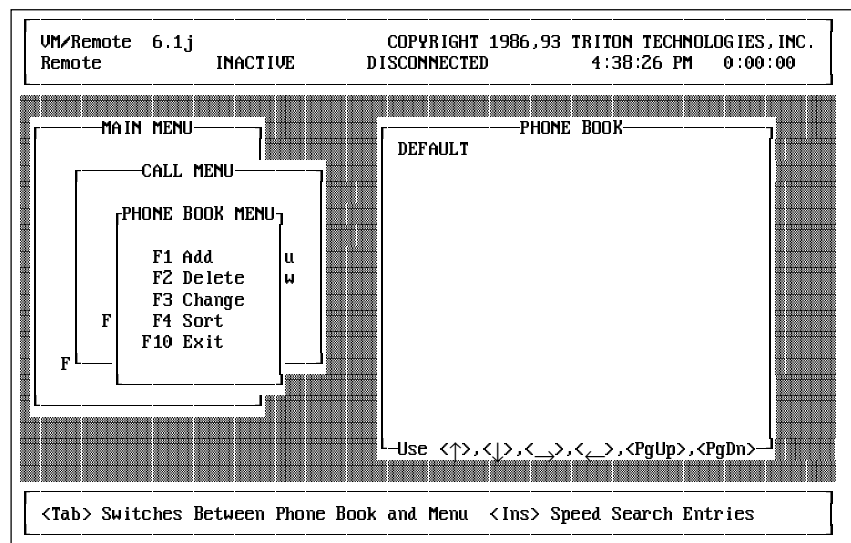 VM/Remote 6.1j COPYRIGHT 1986,93 TRITON TECHNOLOGIES,INC.
Remote INACTIVE DISCONNECTED 4:38:26 PM 0:00:00
MAIN MENU
CALL MENU
PHONE BOOK MENU
F1 Add
F2 Delete
F3 Change
F4 Sort
F10 Exit
u
w
F
F
PHONE BOOK
DEFAULT
Use <↑>,<↓>,<→>,<←>,<PgUp>,<PgDn>
<Tab> Switches Between Phone Book and Menu <Ins> Speed Search Entries